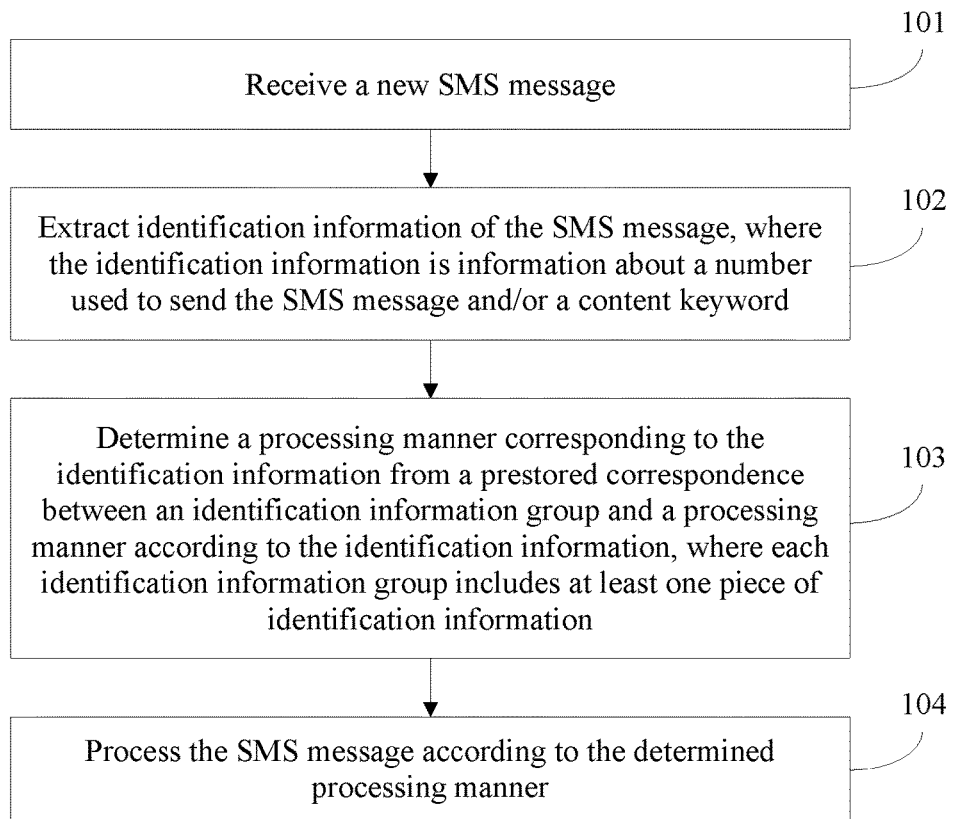 101
Receive a new SMS message
102
Extract identification information of the SMS message, where
the identification information is information about a number
used to send the SMS message and/or a content keyword
103
Determine a processing manner corresponding to the
identification information from a prestored correspondence
between an identification information group and a processing
manner according to the identification information, where each
identification information group includes at least one piece of
identification information
104
Process the SMS message according to the determined
processing manner